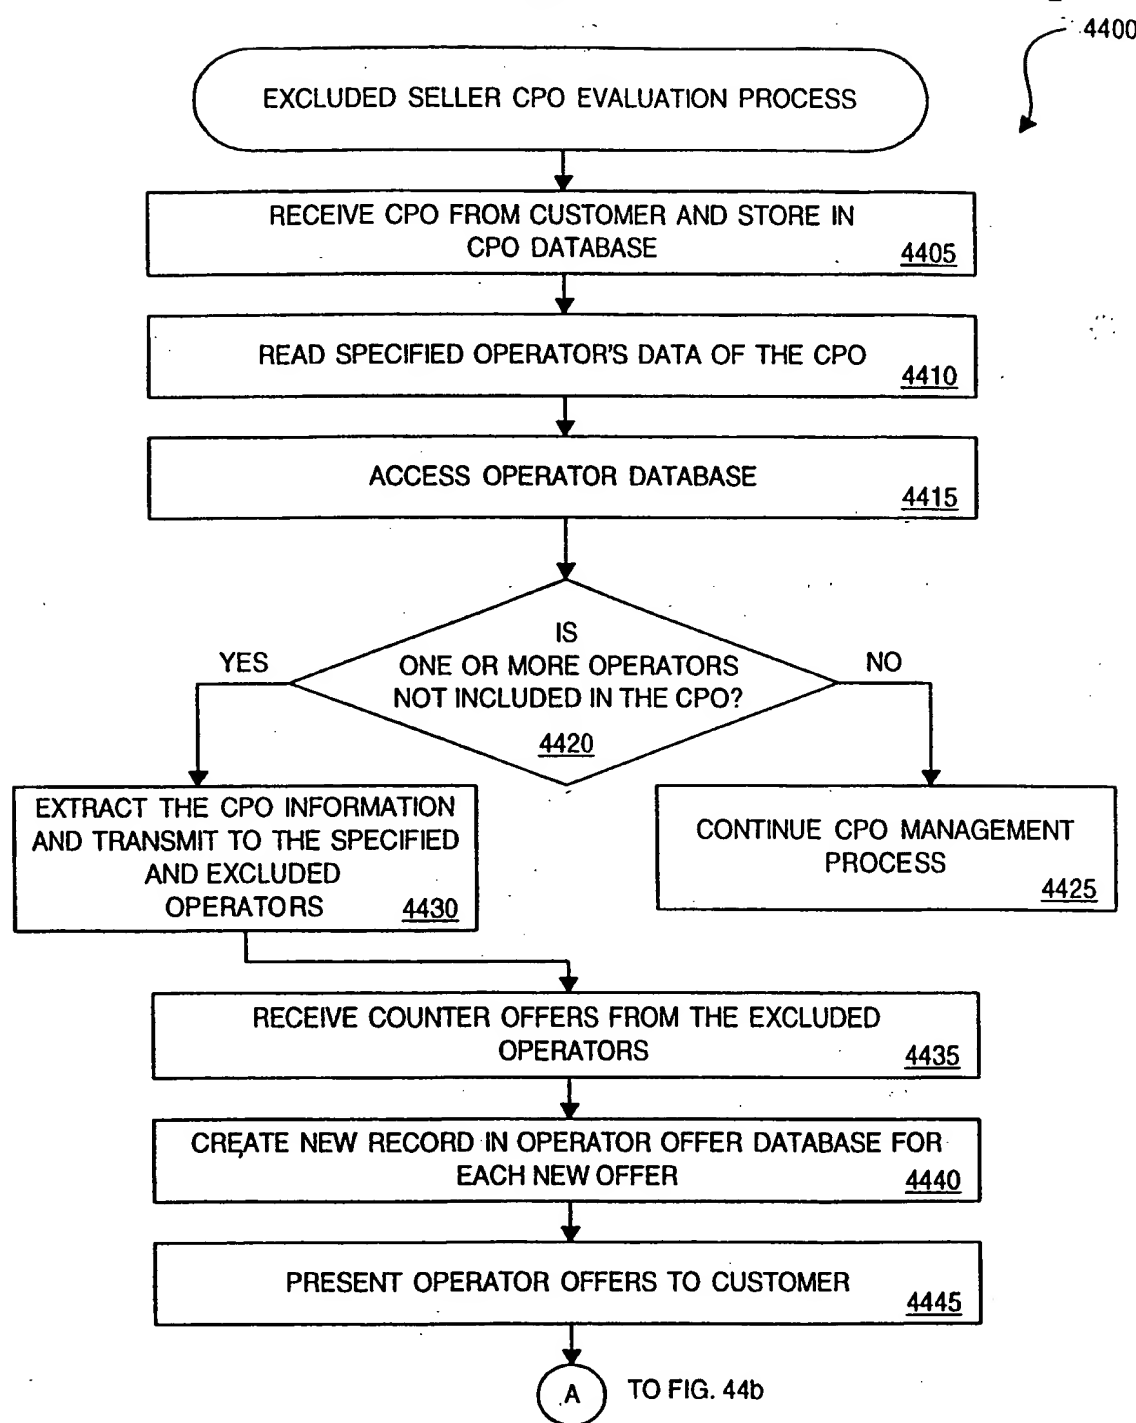 4400
EXCLUDED SELLER CPO EVALUATION PROCESS
RECEIVE CPO FROM CUSTOMER AND STORE IN
CPO DATABASE
4405
READ SPECIFIED OPERATOR'S DATA OF THE CPO
4410
ACCESS OPERATOR DATABASE
4415
IS
ONE OR MORE OPERATORS
NOT INCLUDED IN THE CPO?
4420
YES
NO
EXTRACT THE CPO INFORMATION
AND TRANSMIT TO THE SPECIFIED
AND EXCLUDED
OPERATORS 4430
CONTINUE CPO MANAGEMENT
PROCESS
4425
RECEIVE COUNTER OFFERS FROM THE EXCLUDED
OPERATORS
4435
CREATE NEW RECORD IN OPERATOR OFFER DATABASE FOR
EACH NEW OFFER
4440
PRESENT OPERATOR OFFERS TO CUSTOMER
4445
A TO FIG. 44b